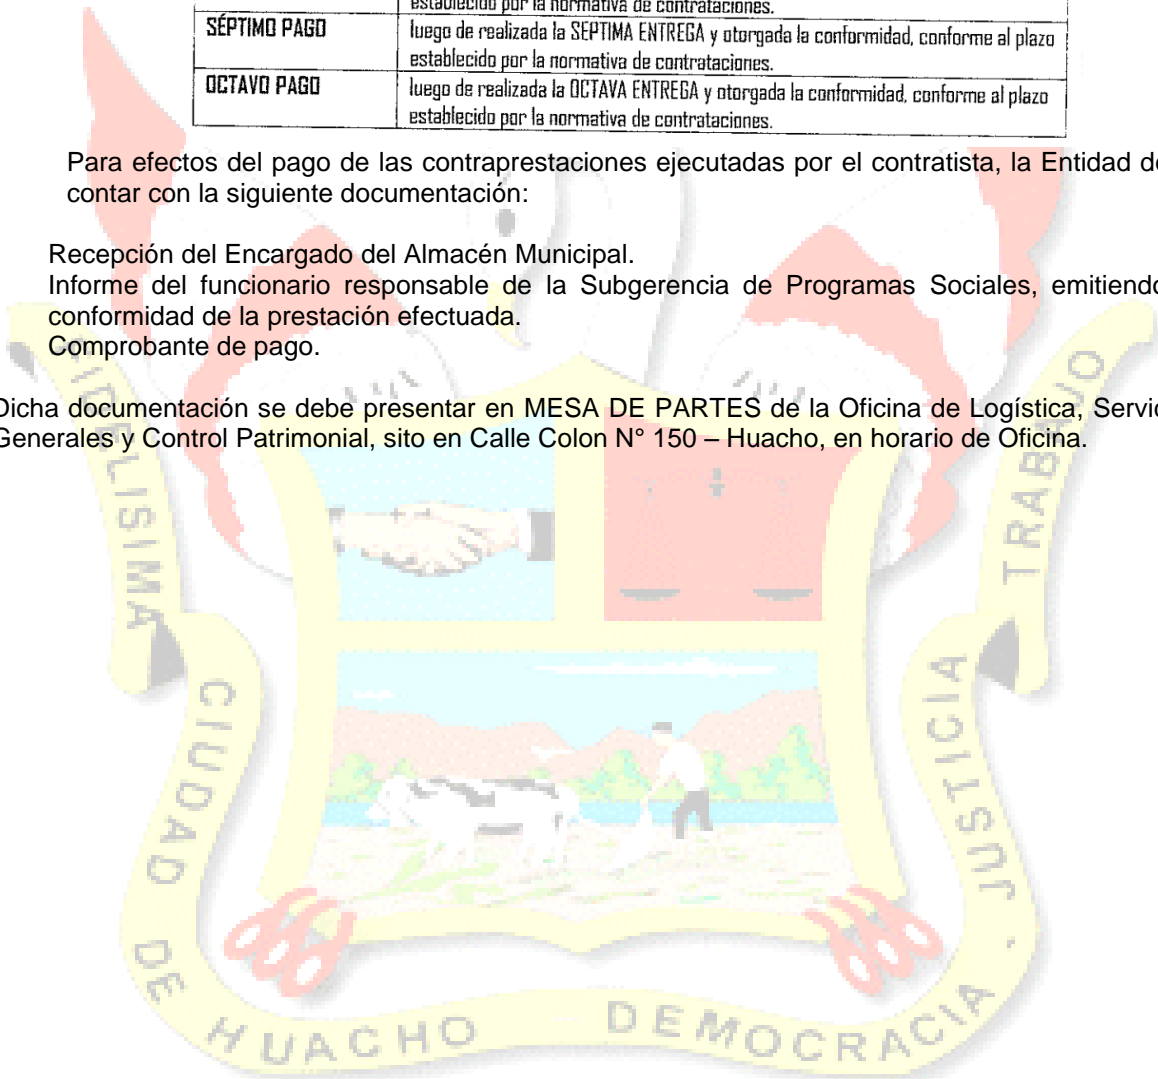 establecido por la normativa de contrataciones.
SÉPTIMO PAGO
luego de realizada la SEPTIMA ENTREGA y otorgada la conformidad, conforme al plazo
establecido por la normativa de contrataciones.
OCTAVO PAGO
luego de realizada la OCTAVA ENTREGA y otorgada la conformidad, conforme al plazo
establecido por la normativa de contrataciones.
Para efectos del pago de las contraprestaciones ejecutadas por el contratista, la Entidad de
contar con la siguiente documentación:
Recepción del Encargado del Almacén Municipal.
Informe del funcionario responsable de la Subgerencia de Programas Sociales, emitiendo
conformidad de la prestación efectuada.
Comprobante de pago.
Dicha documentación se debe presentar en MESA DE PARTES de la Oficina de Logística, Servic
Generales y Control Patrimonial, sito en Calle Colon N° 150 – Huacho, en horario de Oficina.
FIDELISIMA CIUDAD DE HUACHO DEMOCRACIA - JUSTICIA TRABAJO